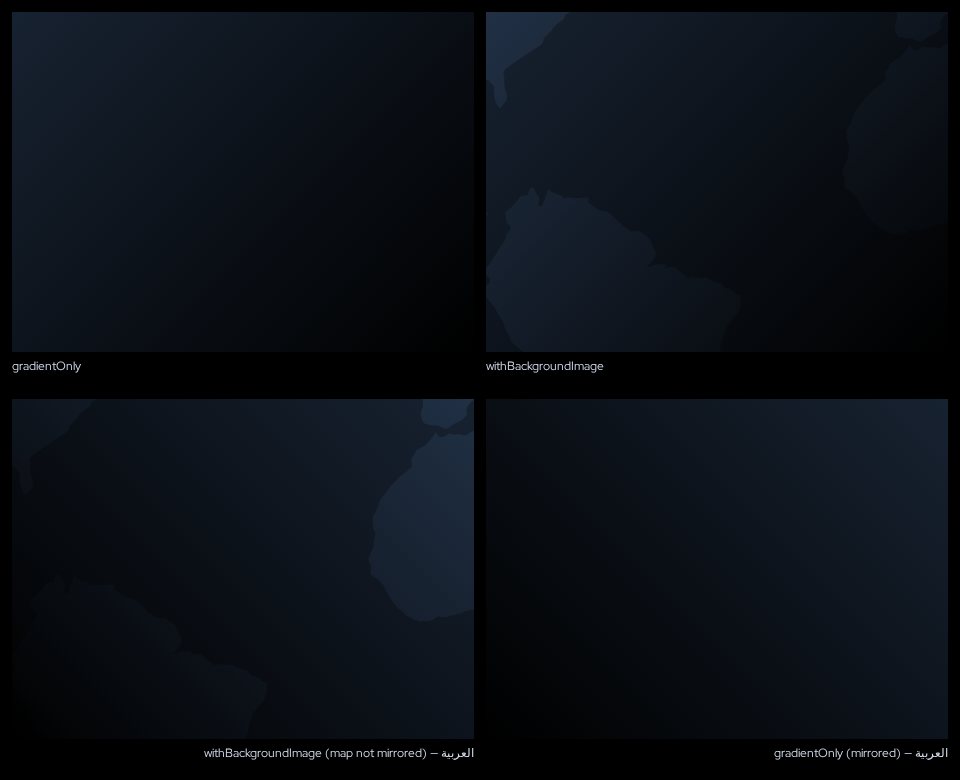 gradientOnly
withBackgroundImage
withBackgroundImage (map not mirrored) – العربية
gradientOnly (mirrored) – العربية